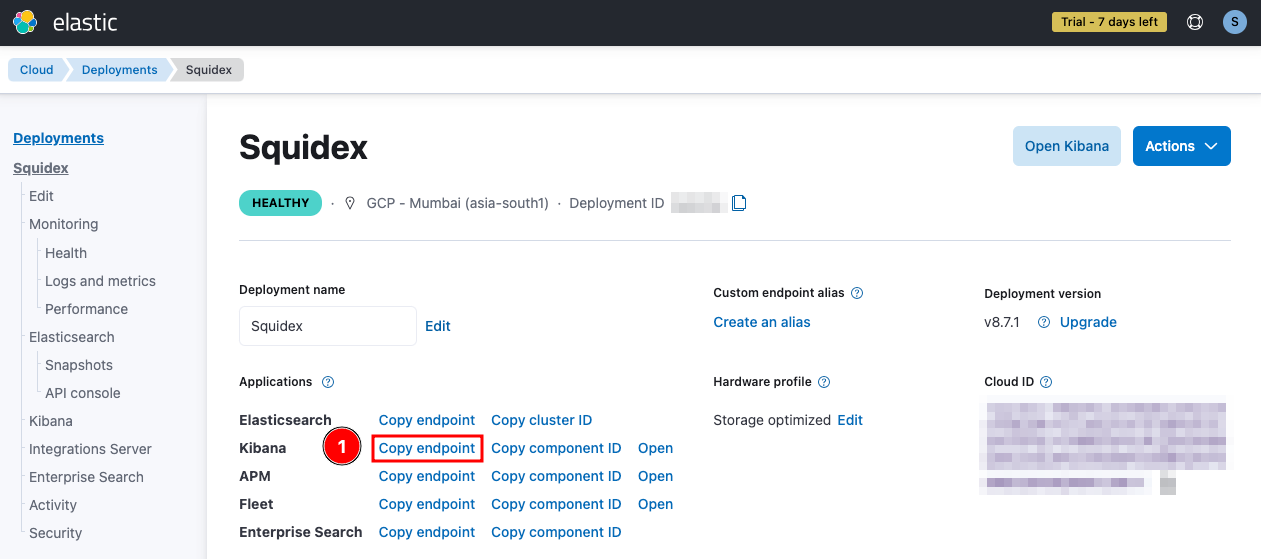 elastic
Trial - 7 days left
S
Cloud
Deployments
Squidex
Deployments
Squidex
Edit
Monitoring
Health
Logs and metrics
Performance
Elasticsearch
Snapshots
API console
Kibana
Integrations Server
Enterprise Search
Activity
Security
Squidex
Open Kibana
Actions
HEALTHY · GCP - Mumbai (asia-south1) · Deployment ID
Deployment name
Squidex Edit
Custom endpoint alias
Create an alias
Deployment version
v8.7.1 Upgrade
Applications
Elasticsearch Copy endpoint Copy cluster ID
Kibana 1 Copy endpoint Copy component ID Open
APM Copy endpoint Copy component ID Open
Fleet Copy endpoint Copy component ID Open
Enterprise Search Copy endpoint Copy component ID
Hardware profile
Storage optimized Edit
Cloud ID